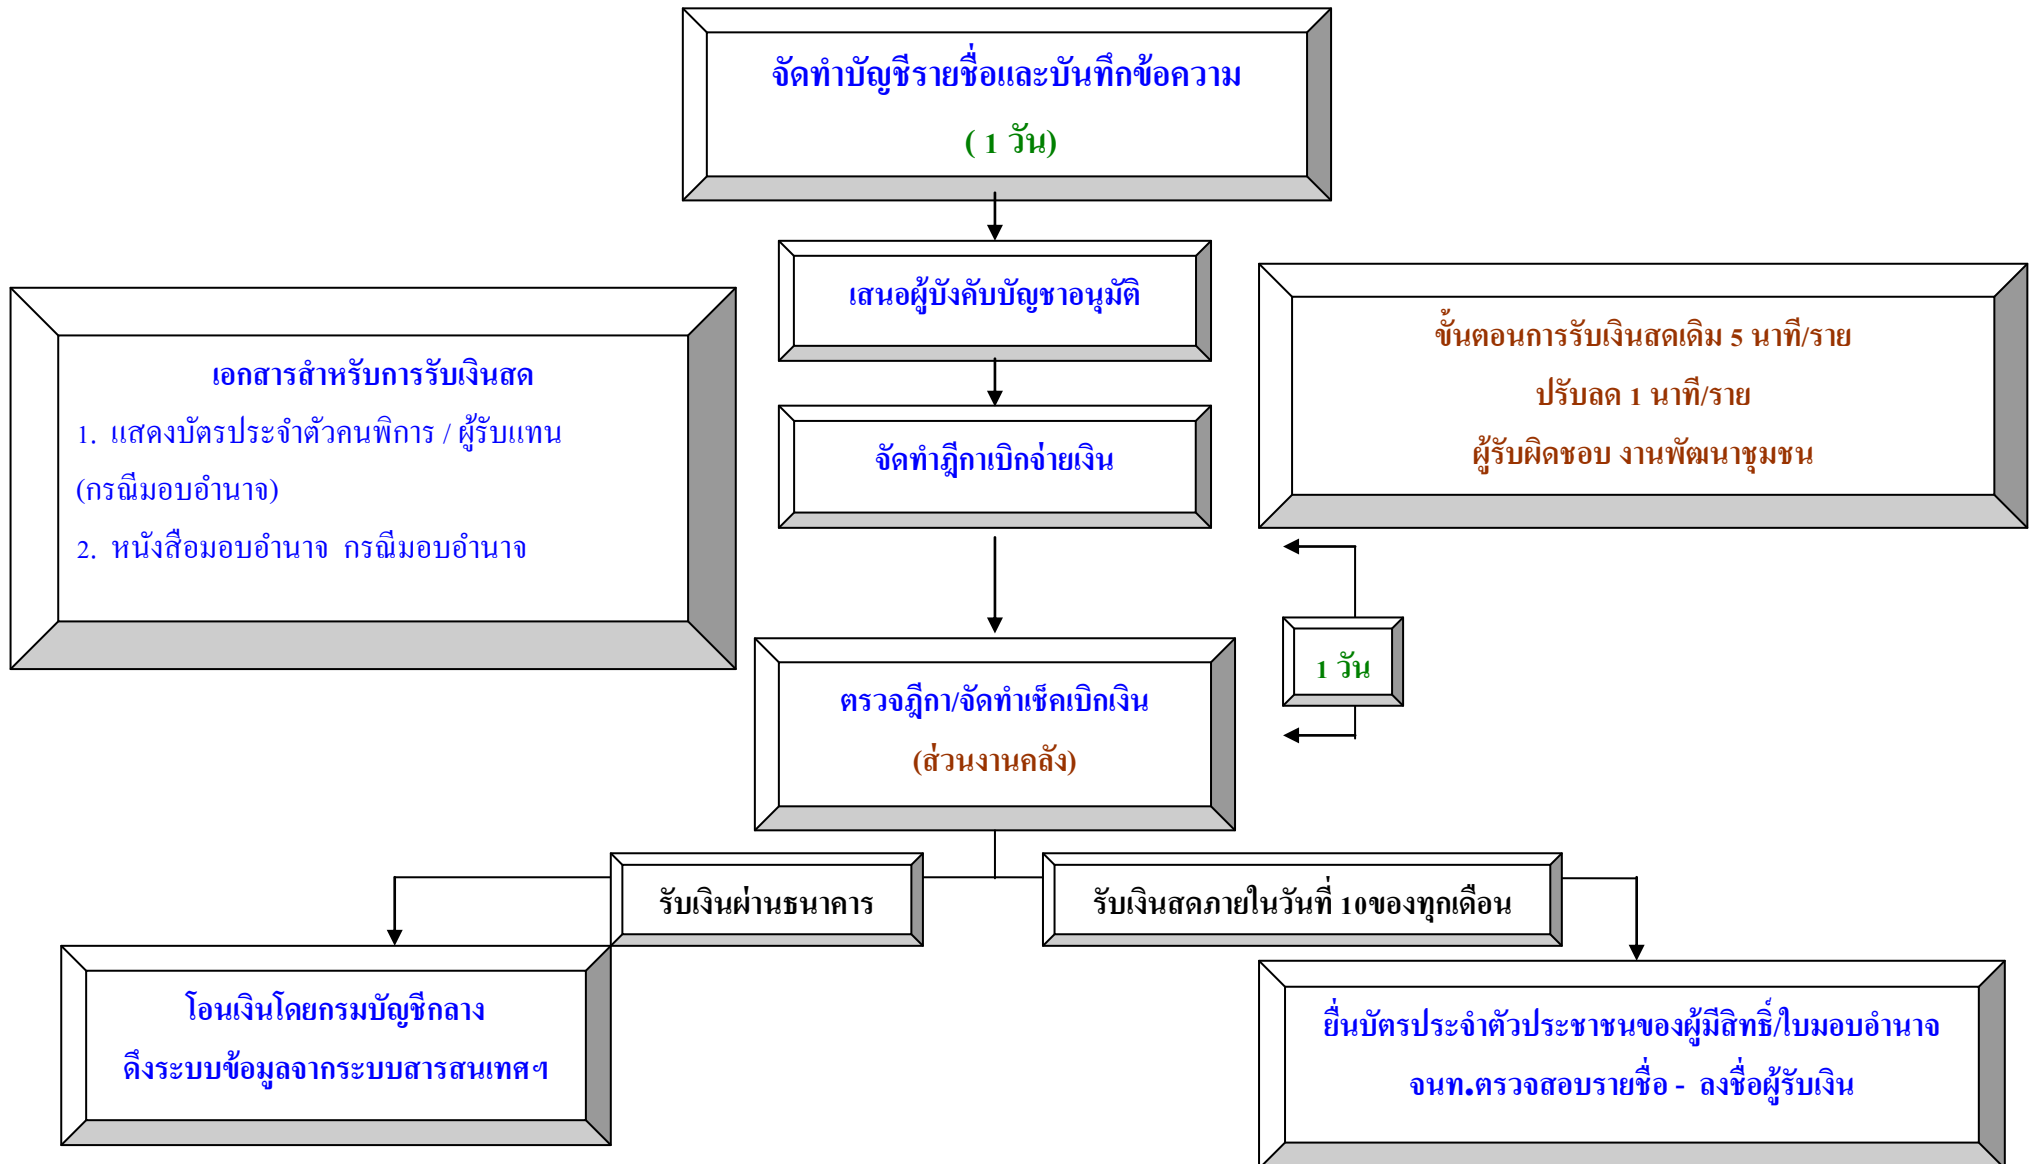 จัดทำบัญชีรายชื่อและบันทึกข้อความ
( 1 วัน)
เสนอผู้บังคับบัญชาอนุมัติ
เอกสารสำหรับการรับเงินสด
1. แสดงบัตรประจำตัวคนพิการ / ผู้รับแทน
(กรณีมอบอำนาจ)
2. หนังสือมอบอำนาจ กรณีมอบอำนาจ
ขั้นตอนการรับเงินสดเดิม 5 นาที/ราย
ปรับลด 1 นาที/ราย
ผู้รับผิดชอบ งานพัฒนาชุมชน
จัดทำฎีกาเบิกจ่ายเงิน
1 วัน
ตรวจฎีกา/จัดทำเช็คเบิกเงิน
(ส่วนงานคลัง)
รับเงินผ่านธนาคาร
รับเงินสดภายในวันที่ 10ของทุกเดือน
โอนเงินโดยกรมบัญชีกลาง
ดึงระบบข้อมูลจากระบบสารสนเทศฯ
ยื่นบัตรประจำตัวประชาชนของผู้มีสิทธิ์/ใบมอบอำนาจ
จนท.ตรวจสอบรายชื่อ - ลงชื่อผู้รับเงิน